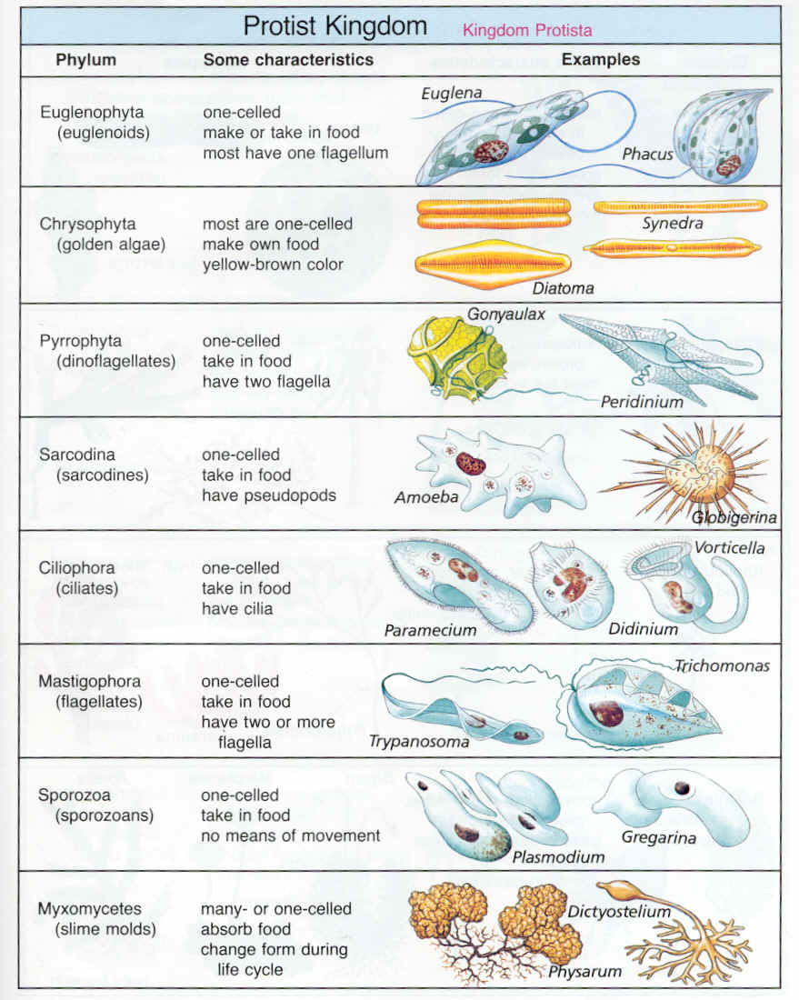 Protist Kingdom Kingdom Protista
Phylum Some characteristics Examples
Euglenophyta
(euglenoids)
one-celled
make or take in food
most have one flagellum
Euglena
Phacus
Chrysophyta
(golden algae)
most are one-celled
make own food
yellow-brown color
Synedra
Diatoma
Pyrrophyta
(dinoflagellates)
one-celled
take in food
have two flagella
Gonyaulax
Peridinium
Sarcodina
(sarcodines)
one-celled
take in food
have pseudopods
Amoeba
Globigerina
Ciliophora
(ciliates)
one-celled
take in food
have cilia
Paramecium
Didinium
Vorticella
Mastigophora
(flagellates)
one-celled
take in food
have two or more
flagella
Trypanosoma
Trichomonas
Sporozoa
(sporozoans)
one-celled
take in food
no means of movement
Plasmodium
Gregarina
Myxomycetes
(slime molds)
many- or one-celled
absorb food
change form during
life cycle
Dictyostelium
Physarum